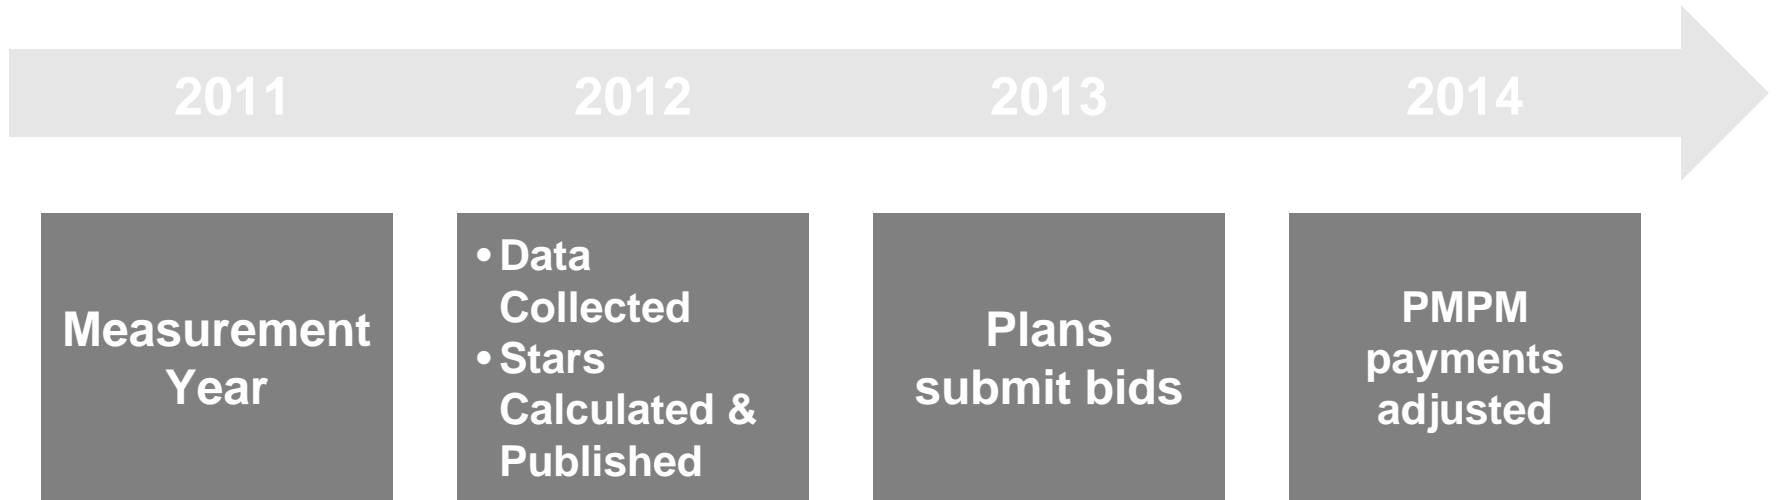 2011 2012 2013 2014
Measurement
Year
• Data
Collected
• Stars
Calculated &
Published
Plans
submit bids
PMPM
payments
adjusted